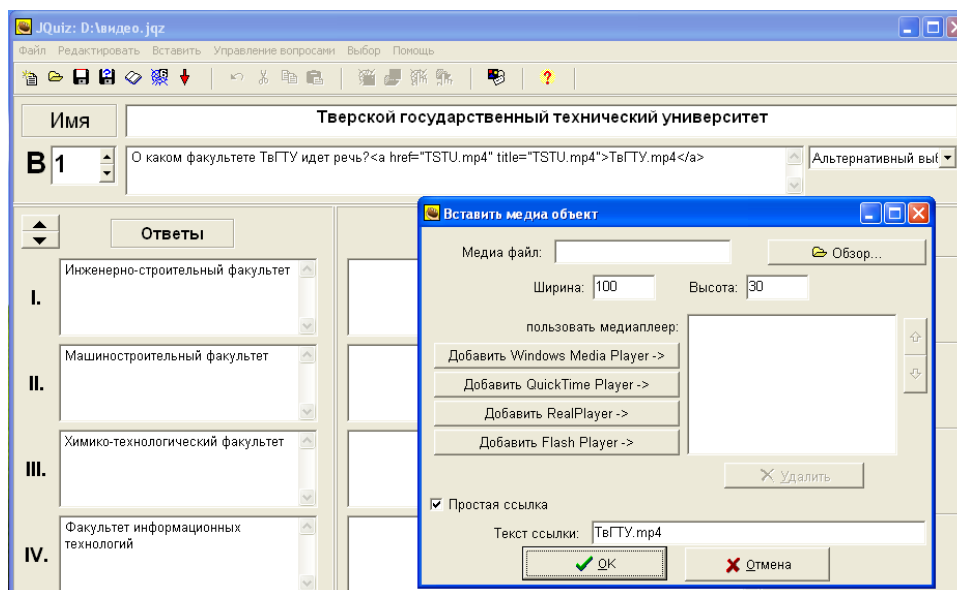 JQuiz: D:\видео.jqz
Файл Редактировать Вставить Управление вопросами Выбор Помощь
Имя
Тверской государственный технический университет
В 1
О каком факультете ТвГТУ идет речь?<a href="TSTU.mp4" title="TSTU.mp4">ТвГТУ.mp4</a>
Альтернативный выб
Ответы
I.
Инженерно-строительный факультет
II.
Машиностроительный факультет
III.
Химико-технологический факультет
IV.
Факультет информационных
технологий
Вставить медиа объект
Медиа файл:
Обзор...
Ширина: 100 Высота: 30
пользовать медиаплеер:
Добавить Windows Media Player ->
Добавить QuickTime Player ->
Добавить RealPlayer ->
Добавить Flash Player ->
Удалить
Простая ссылка
Текст ссылки: ТвГТУ.mp4
OK
Отмена